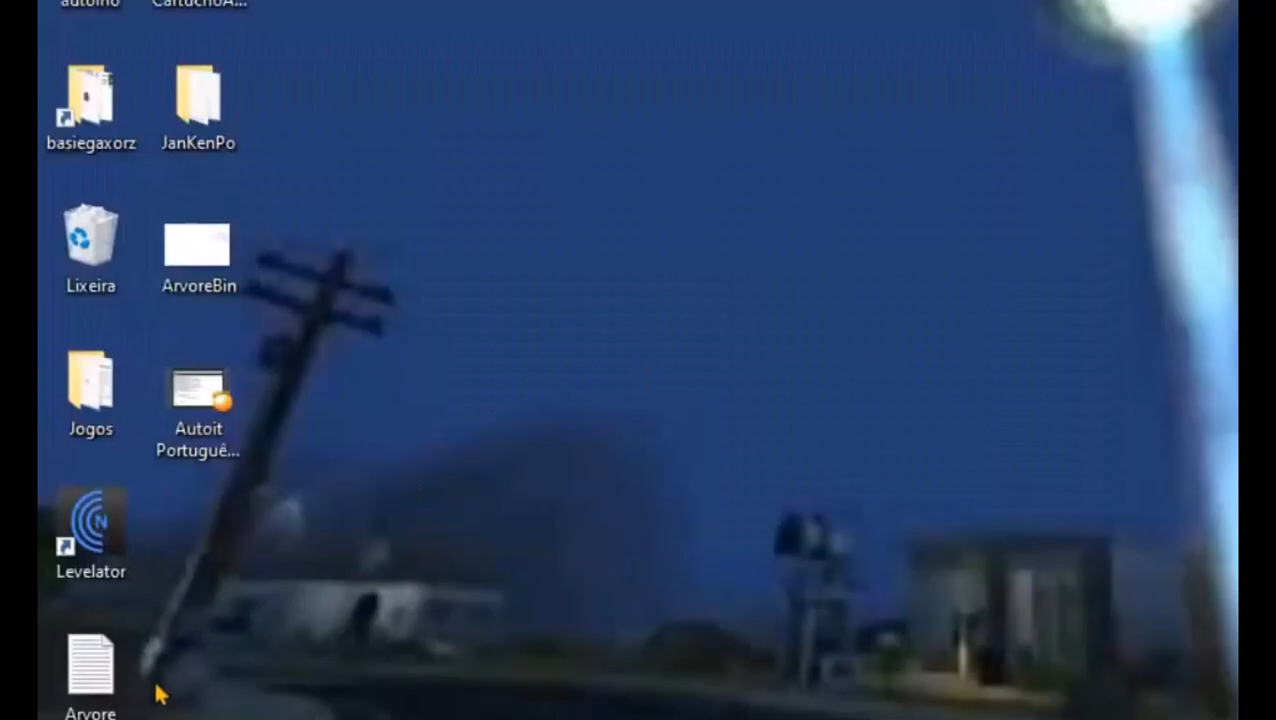 basiegaxorz
JanKenPo
Lixeira
ArvoreBin
Jogos
Autoit
Portuguê...
Levelator
Arvore